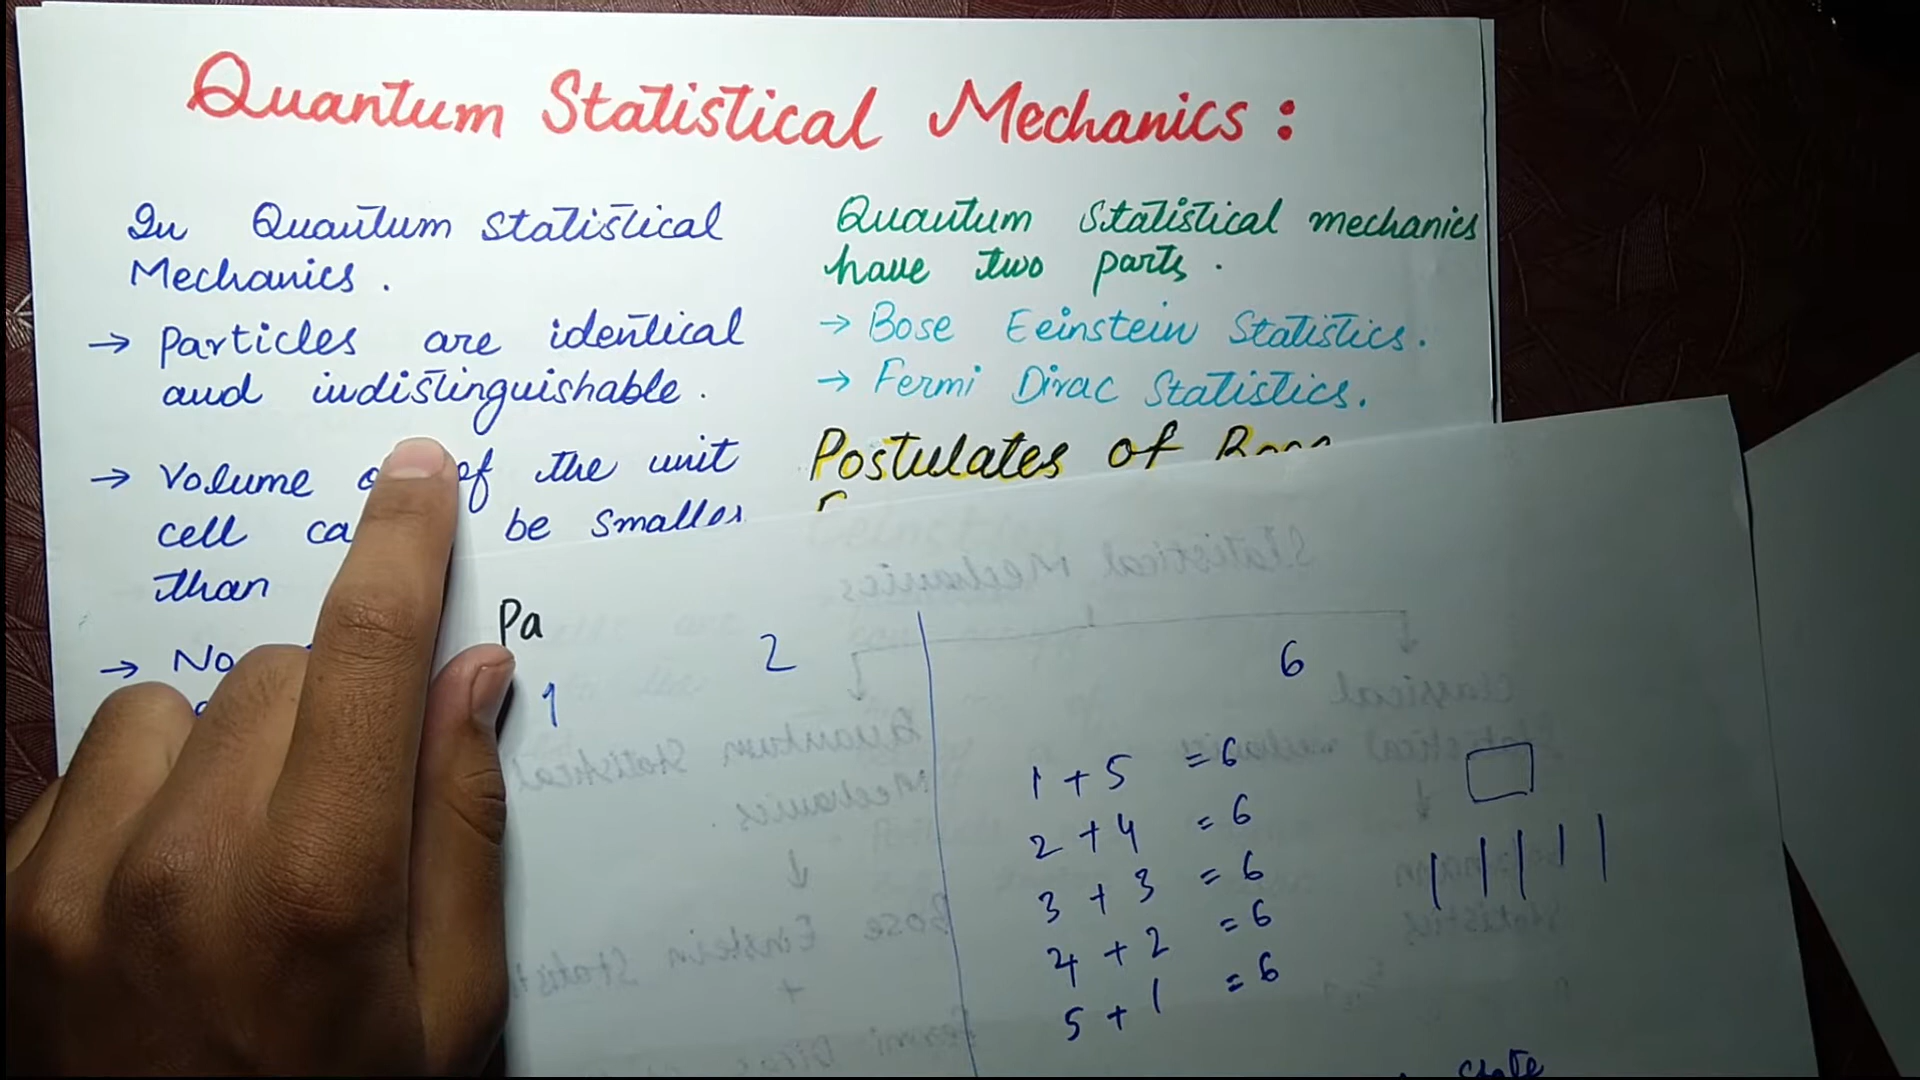 Quantum Statistical Mechanics :
In Quantum Statistical
Mechanics .
→ Particles are identical
and indistinguishable .
→ Volume of the unit
cell be smaller
than
→ No
Quantum Statistical mechanics
have two parts .
→ Bose Eeinstein Statistics .
→ Fermi Dirac Statistics .
Postulates of
Pa
2
1
6
1 + 5 = 6
2 + 4 = 6
3 + 3 = 6
4 + 2 = 6
5 + 1 = 6
state